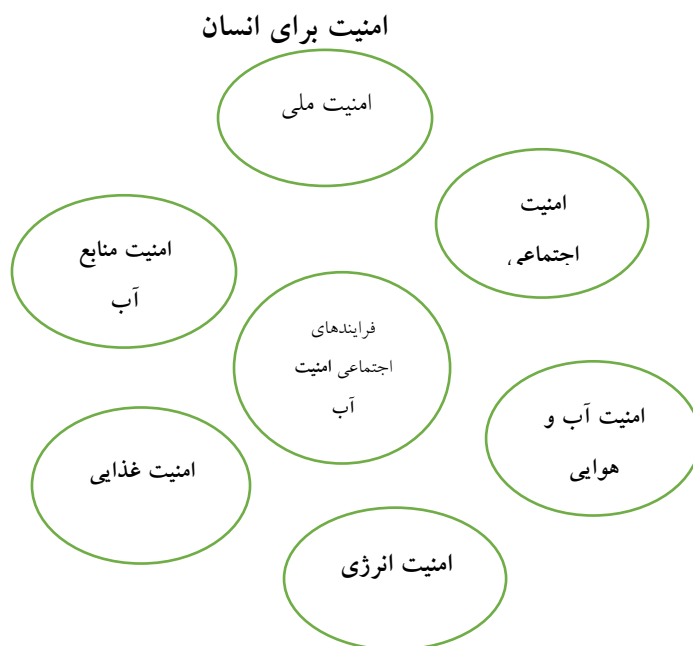 امنیت برای انسان
امنیت ملی
امنیت
اجتماعی
امنیت منابع
آب
فرایندهای
اجتماعی امنیت
آب
امنیت آب و
هوایی
امنیت غذایی
امنیت انرژی